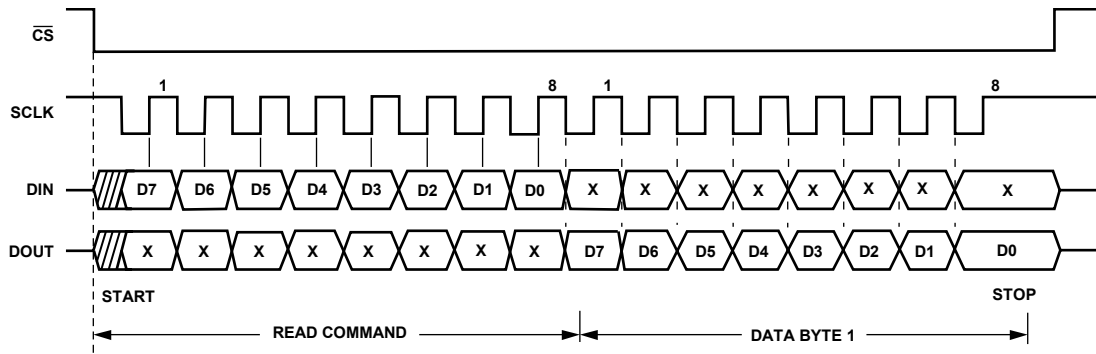 CS
1 8 1 8
SCLK
DIN D7 D6 D5 D4 D3 D2 D1 D0 X X X X X X X X
DOUT X X X X X X X X D7 D6 D5 D4 D3 D2 D1 D0
START STOP
READ COMMAND DATA BYTE 1